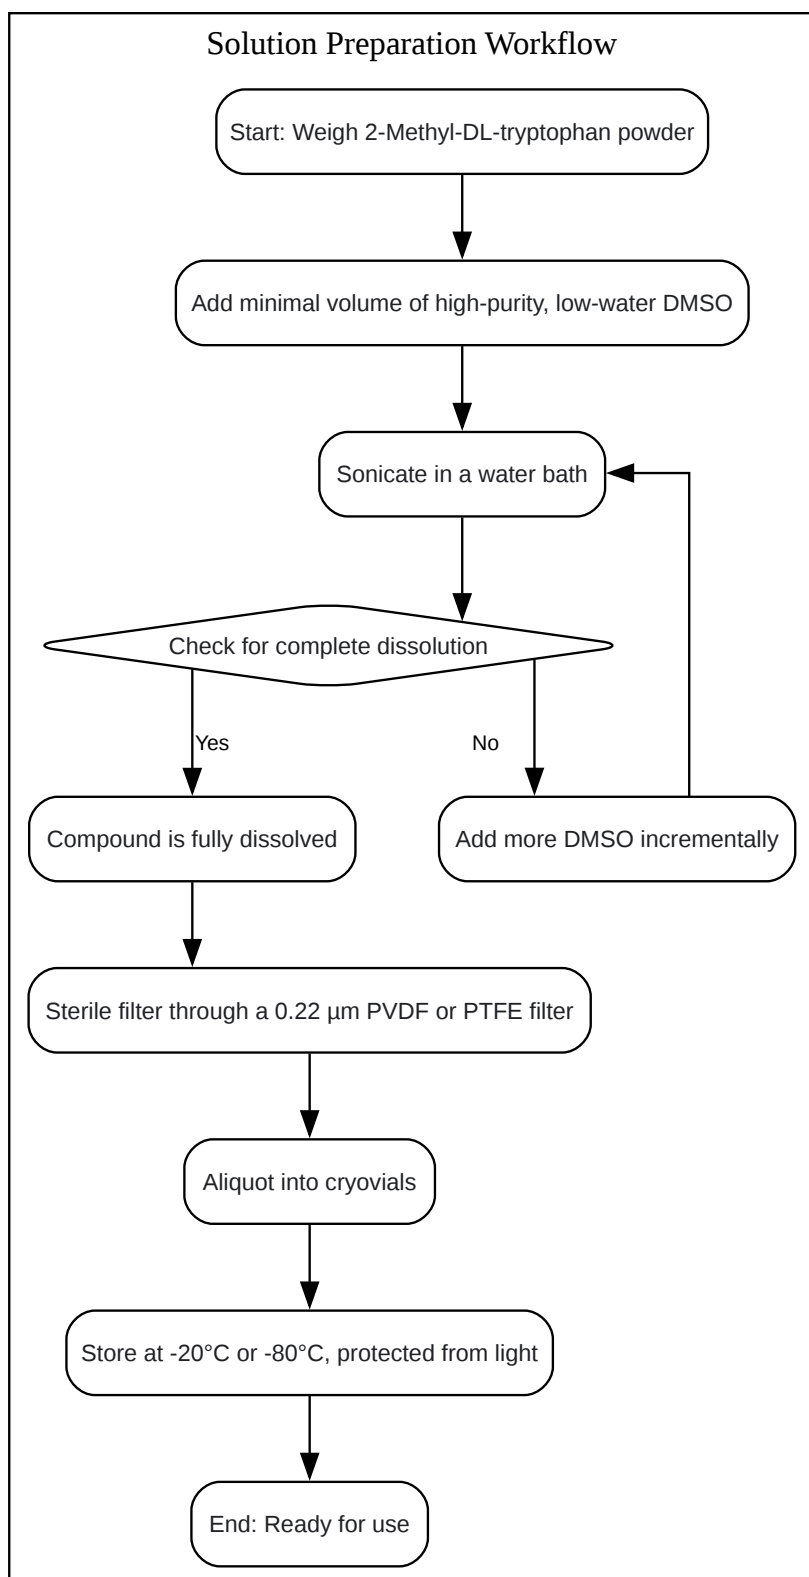 Solution Preparation Workflow
Start: Weigh 2-Methyl-DL-tryptophan powder
Add minimal volume of high-purity, low-water DMSO
Sonicate in a water bath
Check for complete dissolution
Yes
No
Compound is fully dissolved
Add more DMSO incrementally
Sterile filter through a 0.22 µm PVDF or PTFE filter
Aliquot into cryovials
Store at -20°C or -80°C, protected from light
End: Ready for use